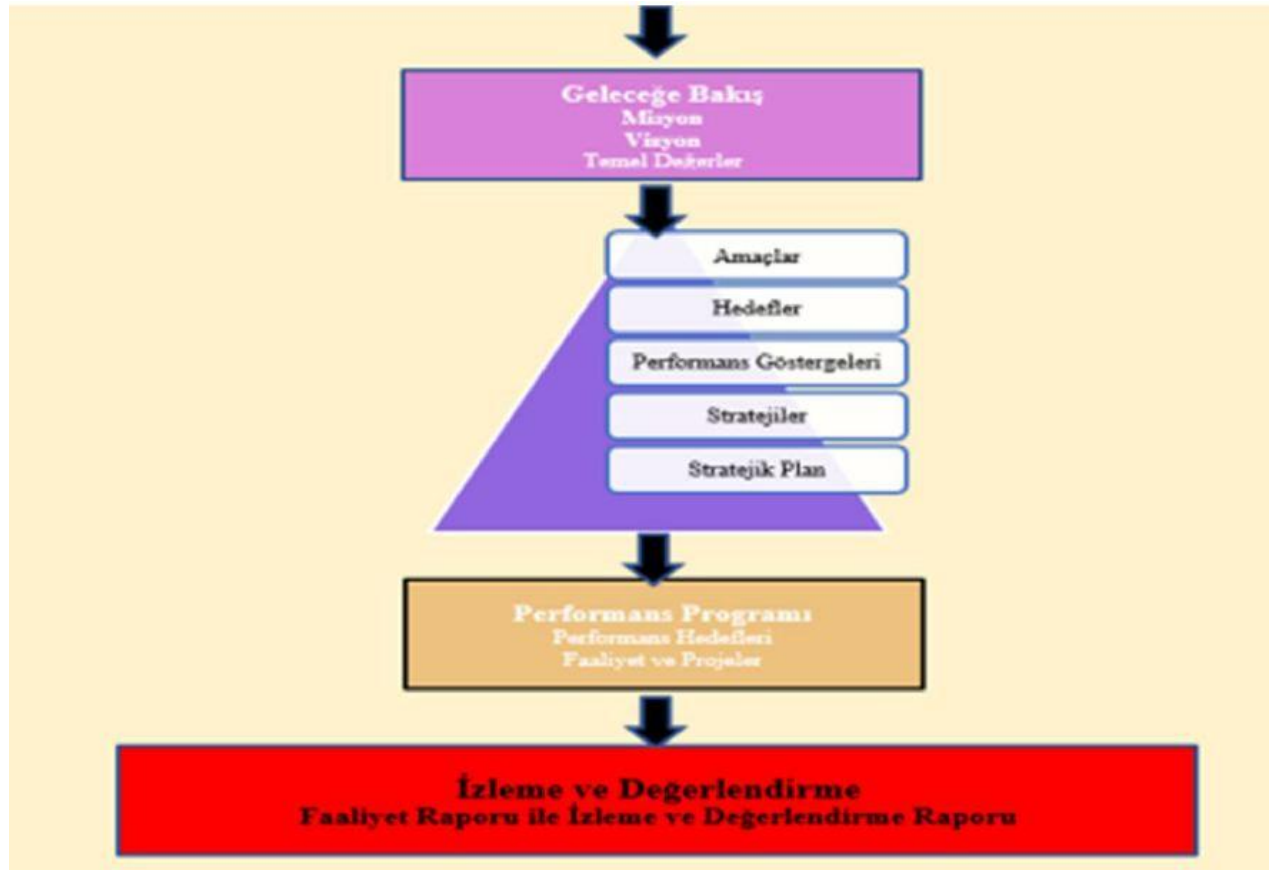 Geleceğe Bakış
Misyon
Vizyon
Temel Değerler
Amaçlar
Hedefler
Performans Göstergeleri
Stratejiler
Stratejik Plan
Performans Programı
Performans Hedefleri
Faaliyet ve Projeler
İzleme ve Değerlendirme
Faaliyet Raporu ile İzleme ve Değerlendirme Raporu